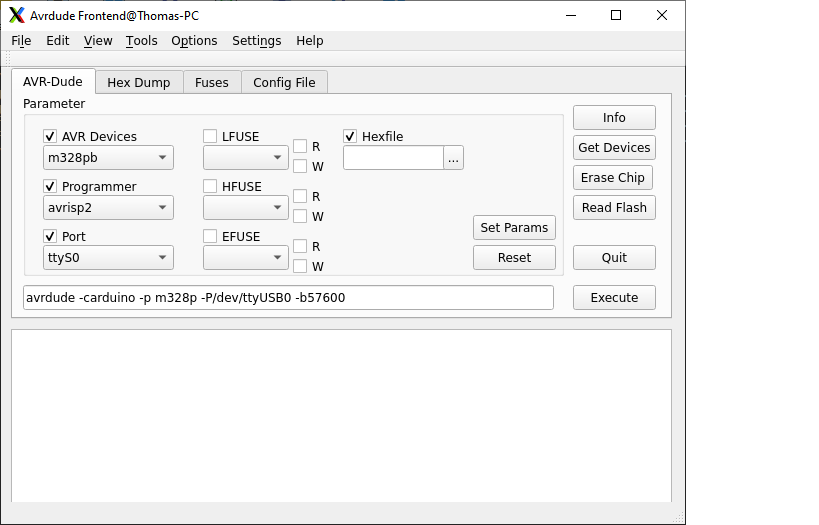 Avrdude Frontend@Thomas-PC
File Edit View Tools Options Settings Help
AVR-Dude Hex Dump Fuses Config File
Parameter
AVR Devices LFUSE R Hexfile
m328pb W ...
Programmer HFUSE R
avrisp2 W
Port EFUSE R
ttyS0 W
Set Params
Reset
Info
Get Devices
Erase Chip
Read Flash
Quit
avrdude -carduino -p m328p -P/dev/ttyUSB0 -b57600
Execute